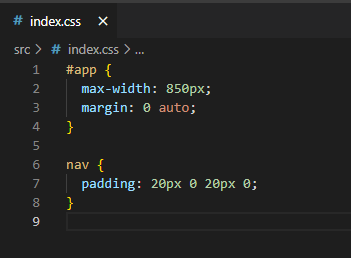 # index.css ×
src > # index.css > ...
1 #app {
2   max-width: 850px;
3   margin: 0 auto;
4 }
5
6 nav {
7   padding: 20px 0 20px 0;
8 }
9